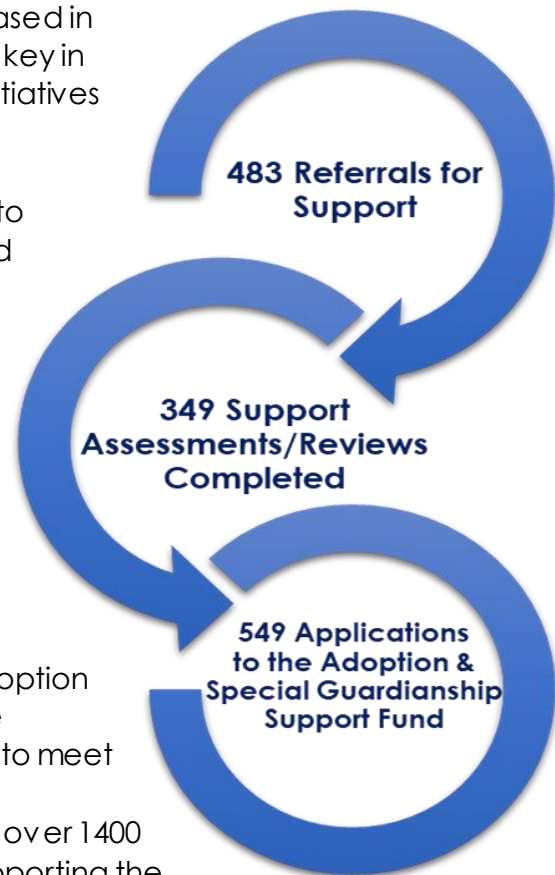 ased in
key in
tiatives
483 Referrals for
Support
to
d
349 Support
Assessments/Reviews
Completed
549 Applications
to the Adoption &
Special Guardianship
Support Fund
option
e
to meet
over 1400
pporting the